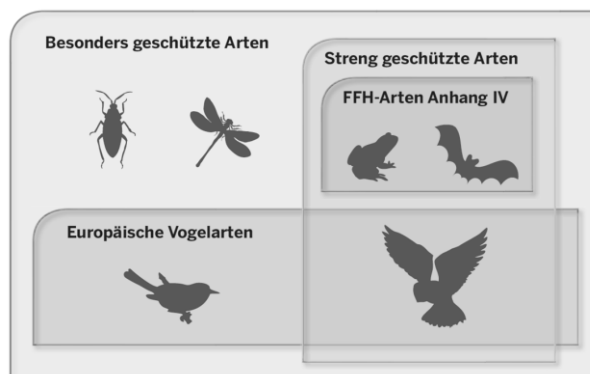 Besonders geschützte Arten
Streng geschützte Arten
FFH-Arten Anhang IV
Europäische Vogelarten